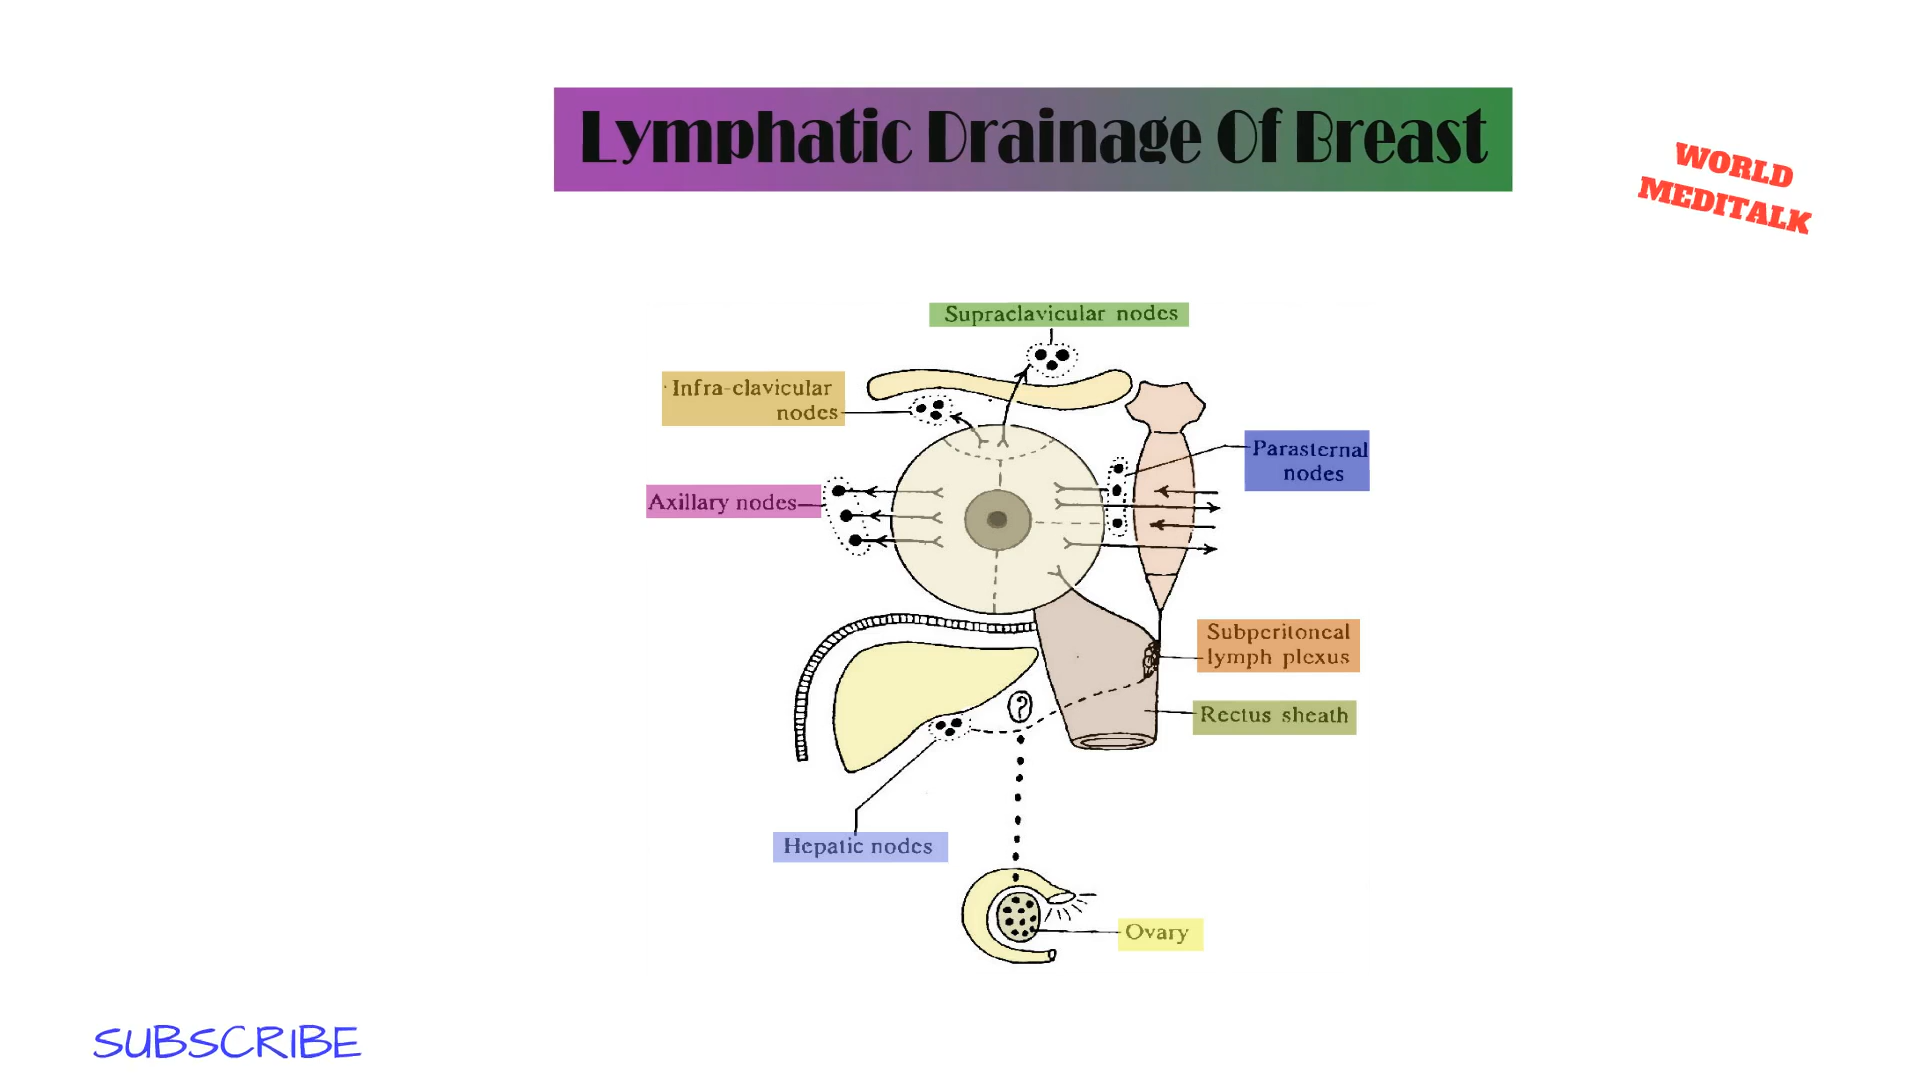 Lymphatic Drainage Of Breast
WORLD
MEDITALK
Supraclavicular nodes
Infra-clavicular
nodes
Parasternal
nodes
Axillary nodes
Subperitoneal
lymph plexus
Rectus sheath
?
Hepatic nodes
Ovary
SUBSCRIBE